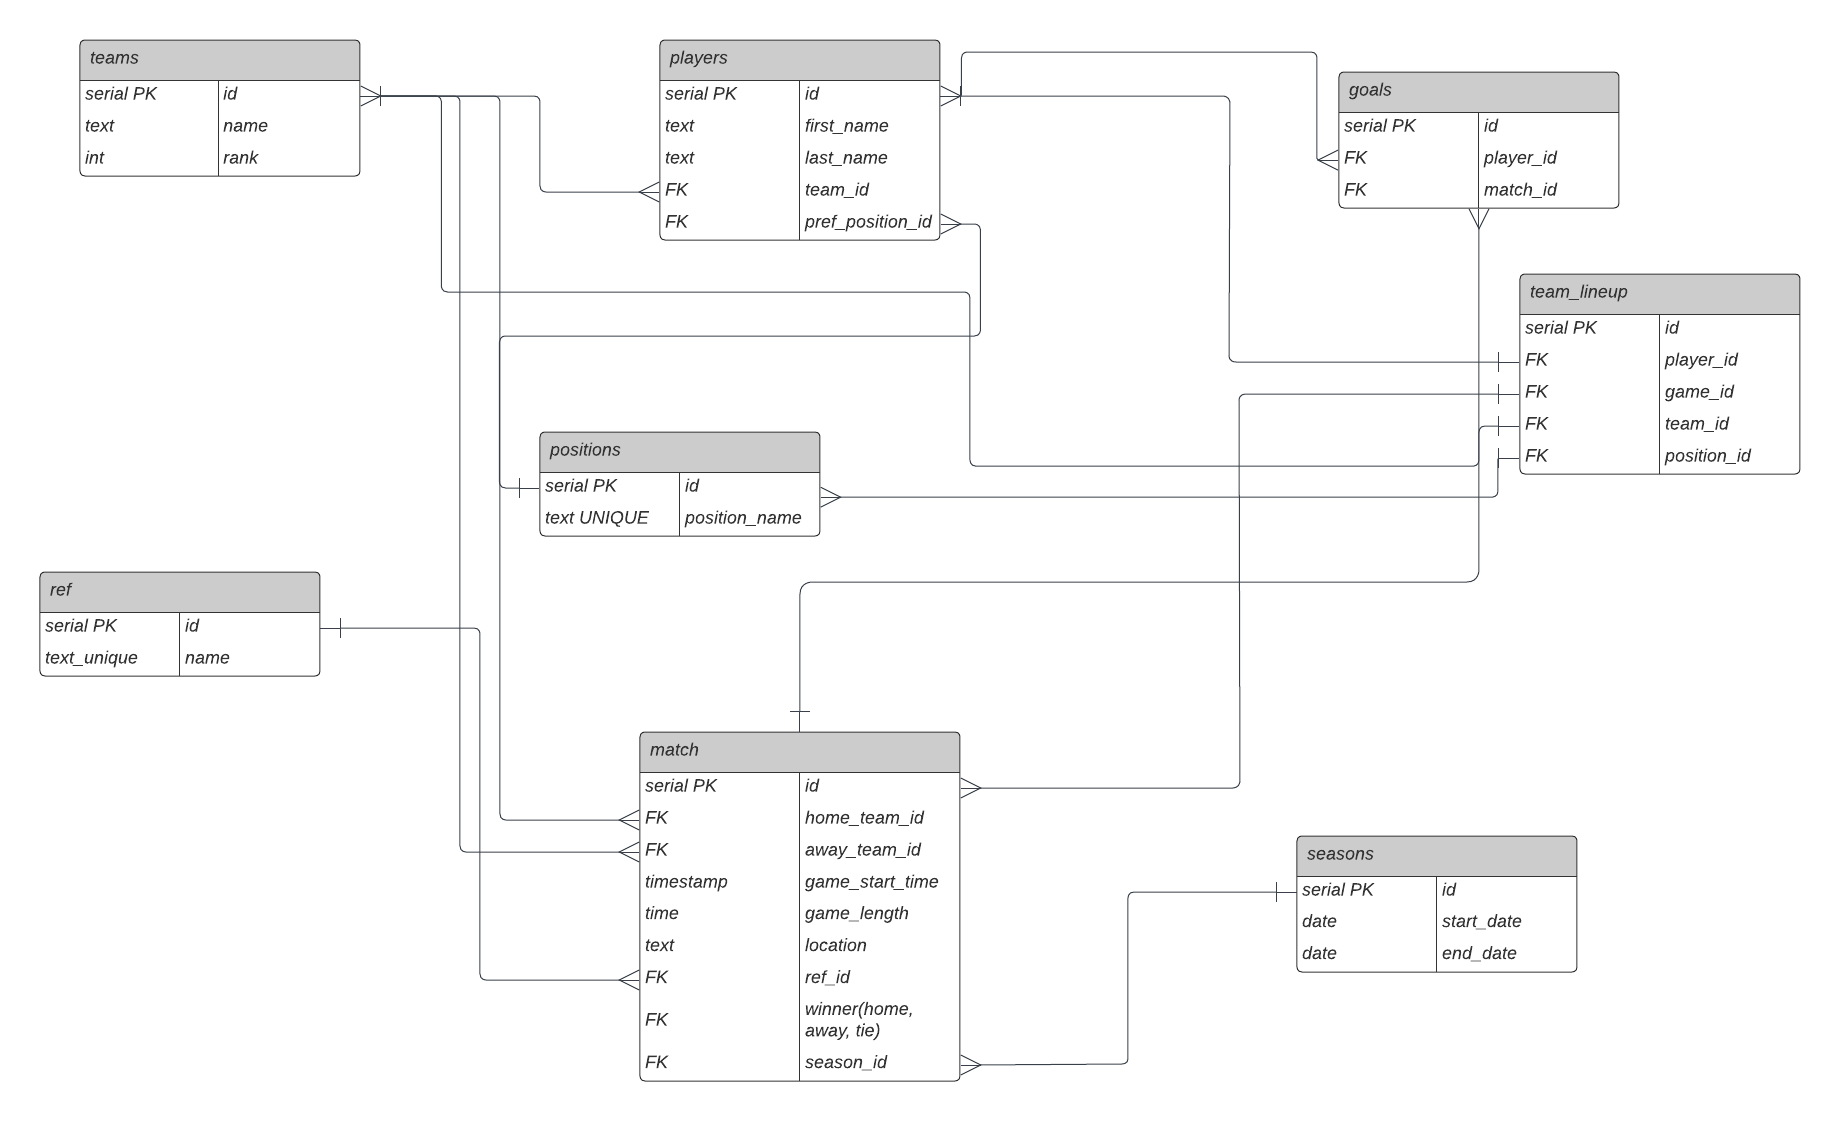 teams
serial PK id
text name
int rank
players
serial PK id
text first_name
text last_name
FK team_id
FK pref_position_id
goals
serial PK id
FK player_id
FK match_id
team_lineup
serial PK id
FK player_id
FK game_id
FK team_id
FK position_id
positions
serial PK id
text UNIQUE position_name
ref
serial PK id
text_unique name
match
serial PK id
FK home_team_id
FK away_team_id
timestamp game_start_time
time game_length
text location
FK ref_id
FK winner(home,
away, tie)
FK season_id
seasons
serial PK id
date start_date
date end_date